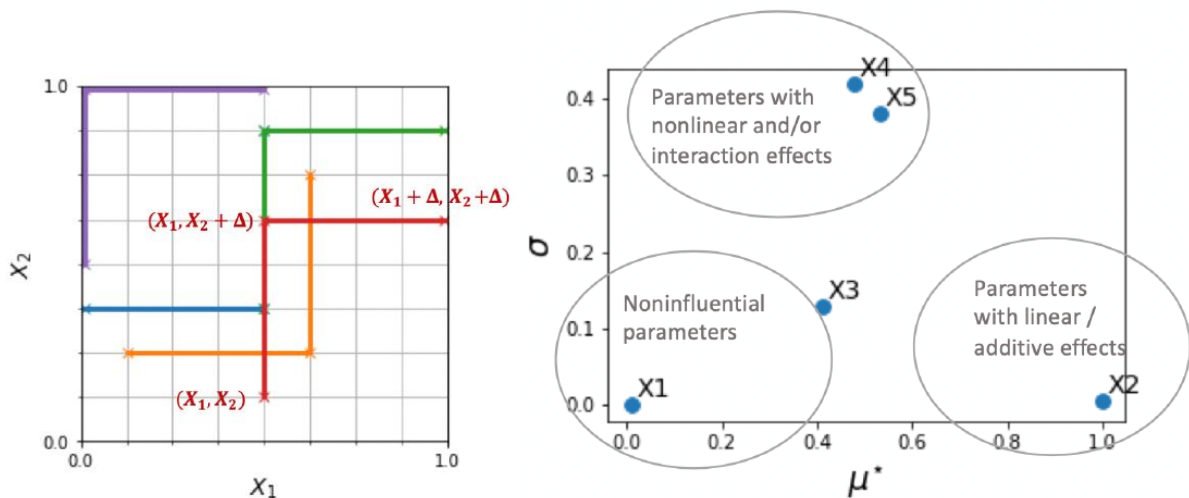 1.0
X₂
0.0
0.0
1.0
X₁
(X₁, X₂ + Δ)
(X₁ + Δ, X₂+Δ)
(X₁, X₂)
0.4
0.3
0.2
0.1
0.0
σ
Parameters with
nonlinear and/or
interaction effects
X4
X5
Noninfluential
parameters
X3
Parameters
with linear /
additive effects
X1
X2
0.0
0.2
0.4
0.6
0.8
1.0
μ*